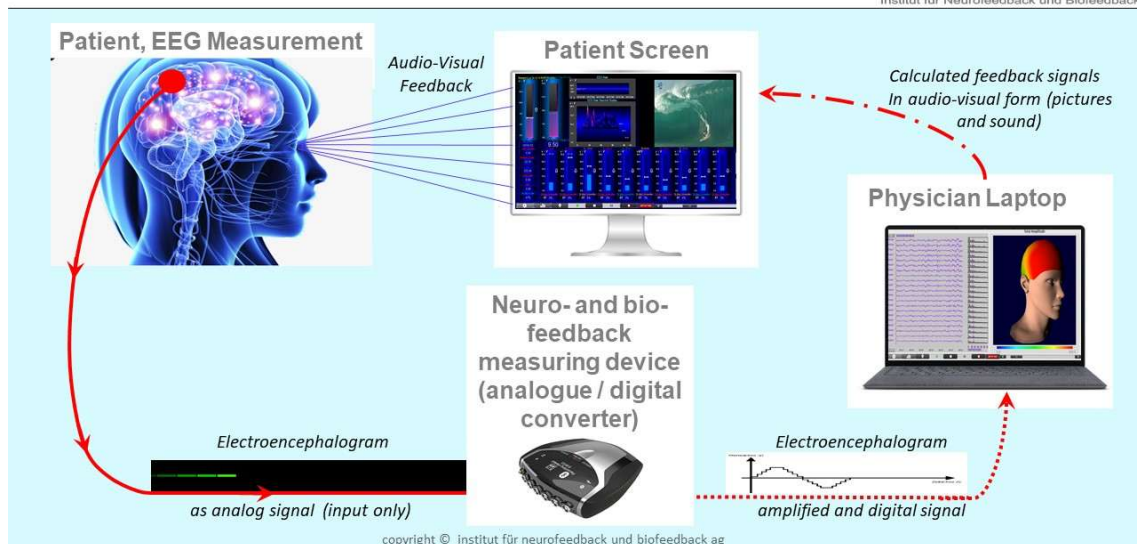 Institut für Neurofeedback und Biofeedback
Patient, EEG Measurement
Audio-Visual
Feedback
Patient Screen
9.50
Calculated feedback signals
In audio-visual form (pictures
and sound)
Physician Laptop
Neuro- and bio-
feedback
measuring device
(analogue / digital
converter)
Electroencephalogram
as analog signal (input only)
Electroencephalogram
amplified and digital signal
copyright © institut für neurofeedback und biofeedback ag